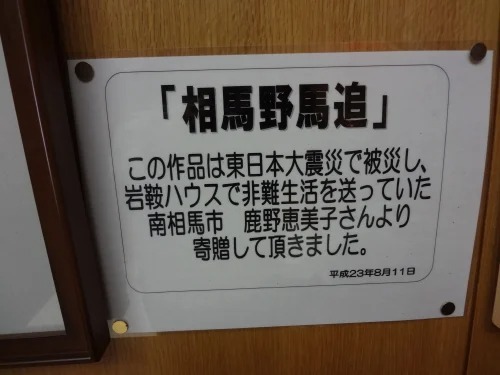 「相馬野馬追」
この作品は東日本大震災で被災し、
岩鞍ハウスで非難生活を送っていた
南相馬市　鹿野恵美子さんより
寄贈して頂きました。
平成23年8月11日